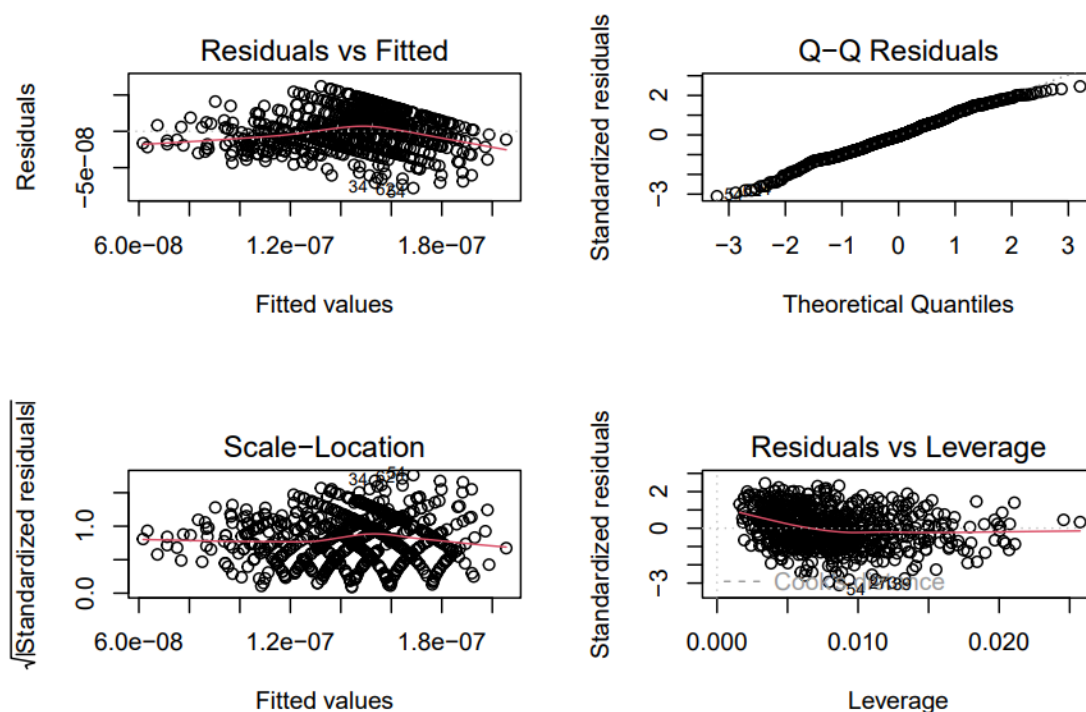 Residuals vs Fitted
Residuals
−5e−08
34
6.0e−08 1.2e−07 1.8e−07
Fitted values
Q−Q Residuals
Standardized residuals
−3 0 2
−3 −2 −1 0 1 2 3
Theoretical Quantiles
Scale−Location
√|Standardized residuals|
0.0 1.0
34 54
6.0e−08 1.2e−07 1.8e−07
Fitted values
Residuals vs Leverage
Standardized residuals
−3 0 2
Cook's distance
54
0.000 0.010 0.020
Leverage